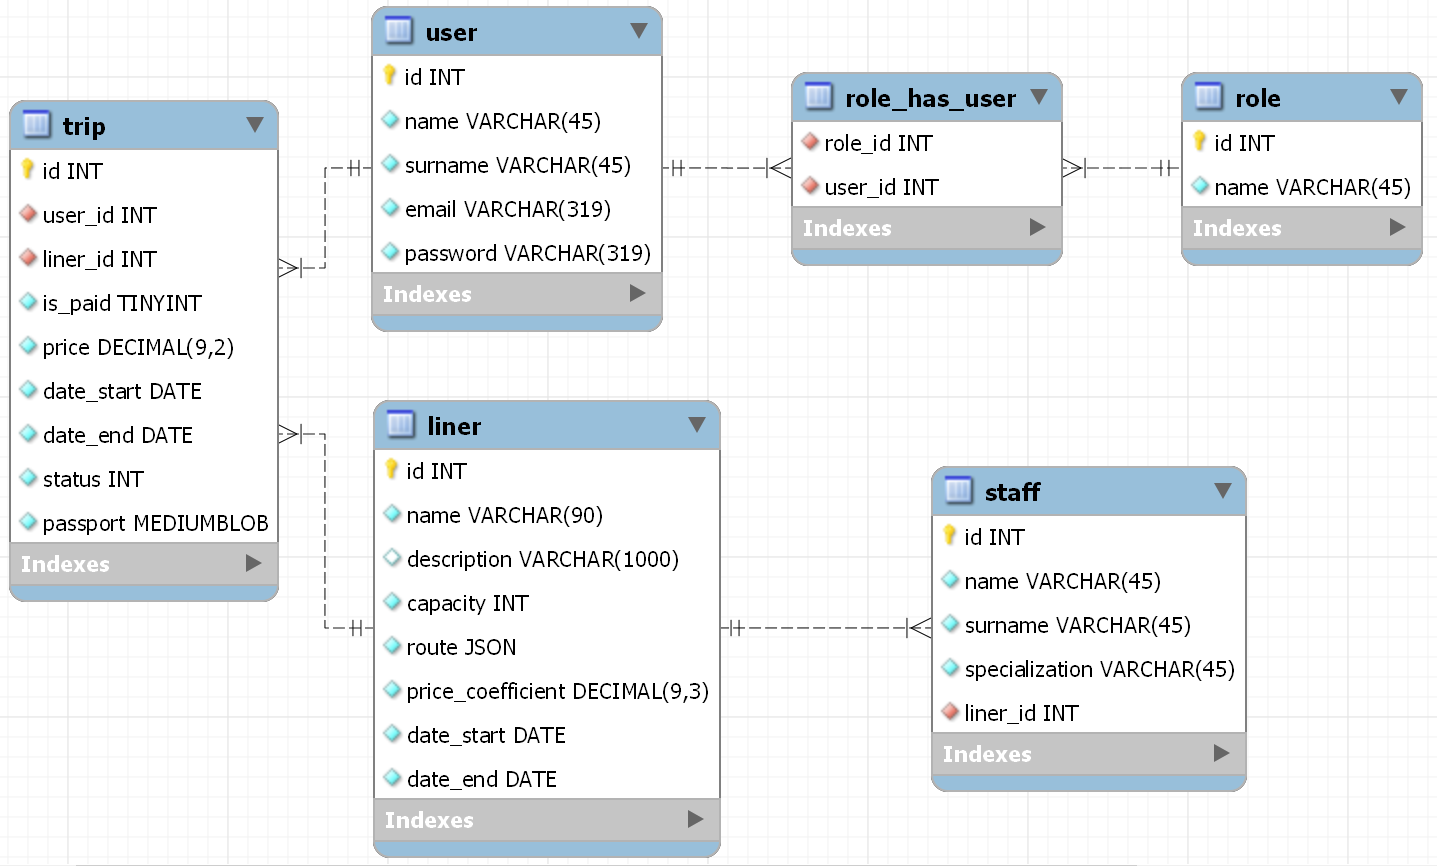 trip
id INT
user_id INT
liner_id INT
is_paid TINYINT
price DECIMAL(9,2)
date_start DATE
date_end DATE
status INT
passport MEDIUMBLOB
Indexes
user
id INT
name VARCHAR(45)
surname VARCHAR(45)
email VARCHAR(319)
password VARCHAR(319)
Indexes
role_has_user
role_id INT
user_id INT
Indexes
role
id INT
name VARCHAR(45)
Indexes
liner
id INT
name VARCHAR(90)
description VARCHAR(1000)
capacity INT
route JSON
price_coefficient DECIMAL(9,3)
date_start DATE
date_end DATE
Indexes
staff
id INT
name VARCHAR(45)
surname VARCHAR(45)
specialization VARCHAR(45)
liner_id INT
Indexes